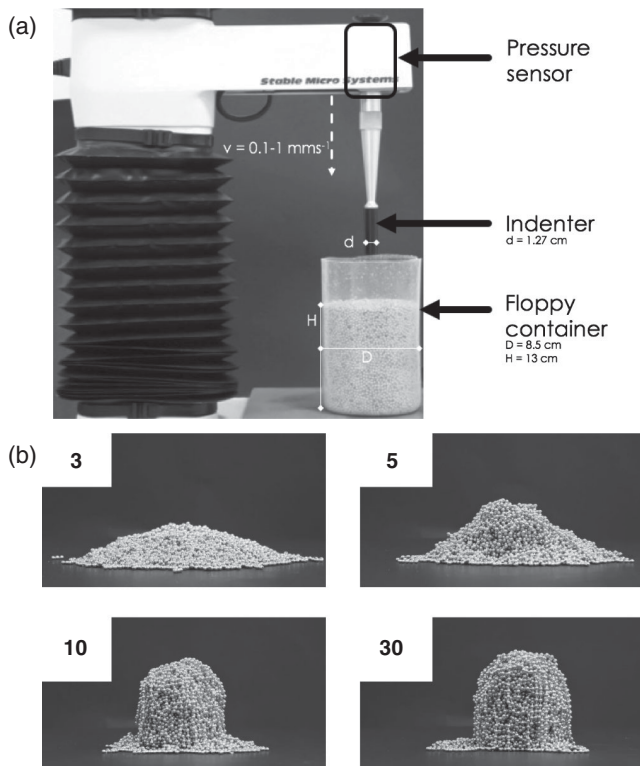 (a)
Pressure
sensor
Stable Micro Systems
v = 0.1-1 mms⁻¹
Indenter
d = 1.27 cm
d
Floppy
container
D = 8.5 cm
H = 13 cm
H
D
(b)
3
5
10
30